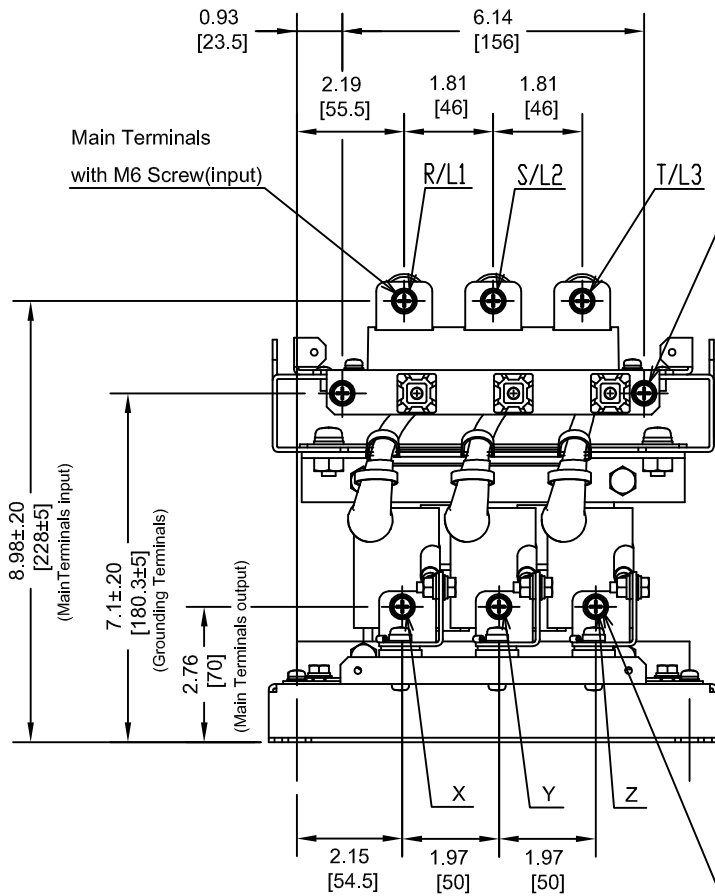 0.93
[23.5]
6.14
[156]
2.19
[55.5]
1.81
[46]
1.81
[46]
Main Terminals
with M6 Screw(input)
R/L1
S/L2
T/L3
8.98±.20
[228±5]
(MainTerminals input)
7.1±.20
[180.3±5]
(Grounding Terminals)
2.76
[70]
(Main Terminals output)
X
Y
Z
2.15
[54.5]
1.97
[50]
1.97
[50]